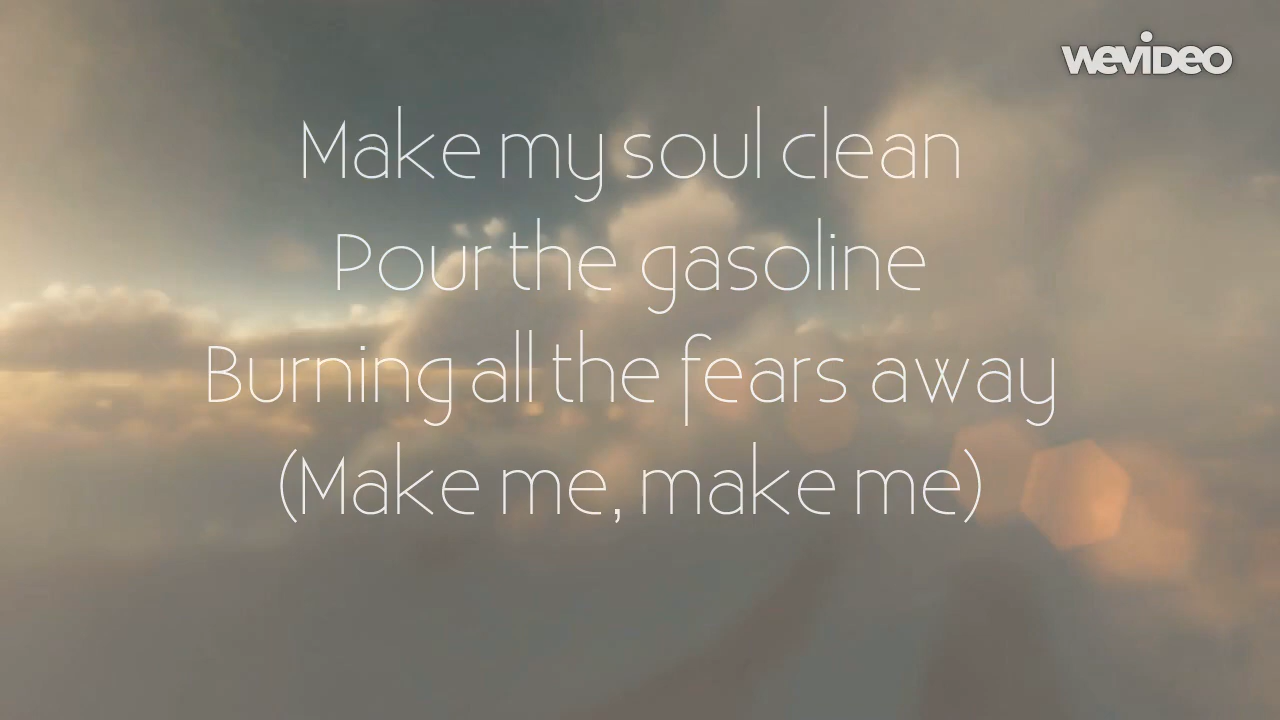 WEVIDEO
Make my soul clean
Pour the gasoline
Burning all the fears away
(Make me, make me)